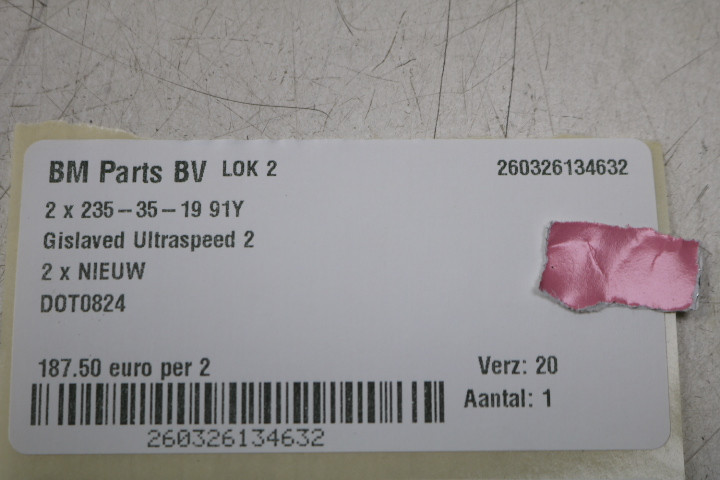 BM Parts BV LOK 2 260326134632
2 x 235-35-19 91Y
Gislaved Ultraspeed 2
2 x NIEUW
DOT0824
187.50 euro per 2 Verz: 20
Aantal: 1
260326134632